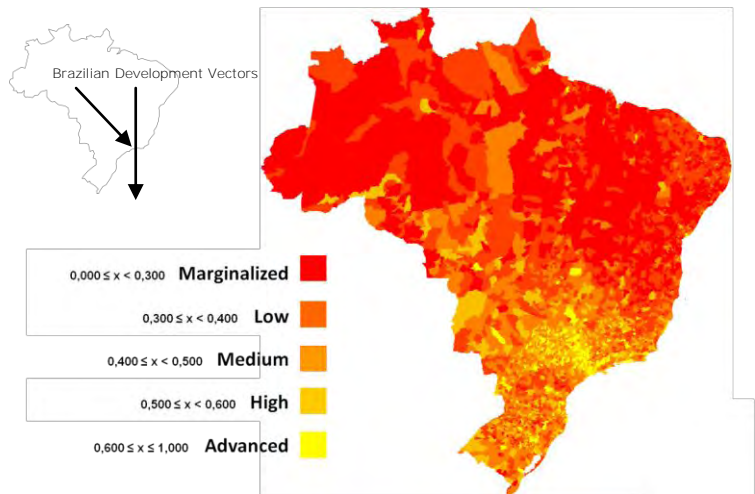 Brazilian Development Vectors
0,000 ≤ x < 0,300 Marginalized
0,300 ≤ x < 0,400 Low
0,400 ≤ x < 0,500 Medium
0,500 ≤ x < 0,600 High
0,600 ≤ x ≤ 1,000 Advanced